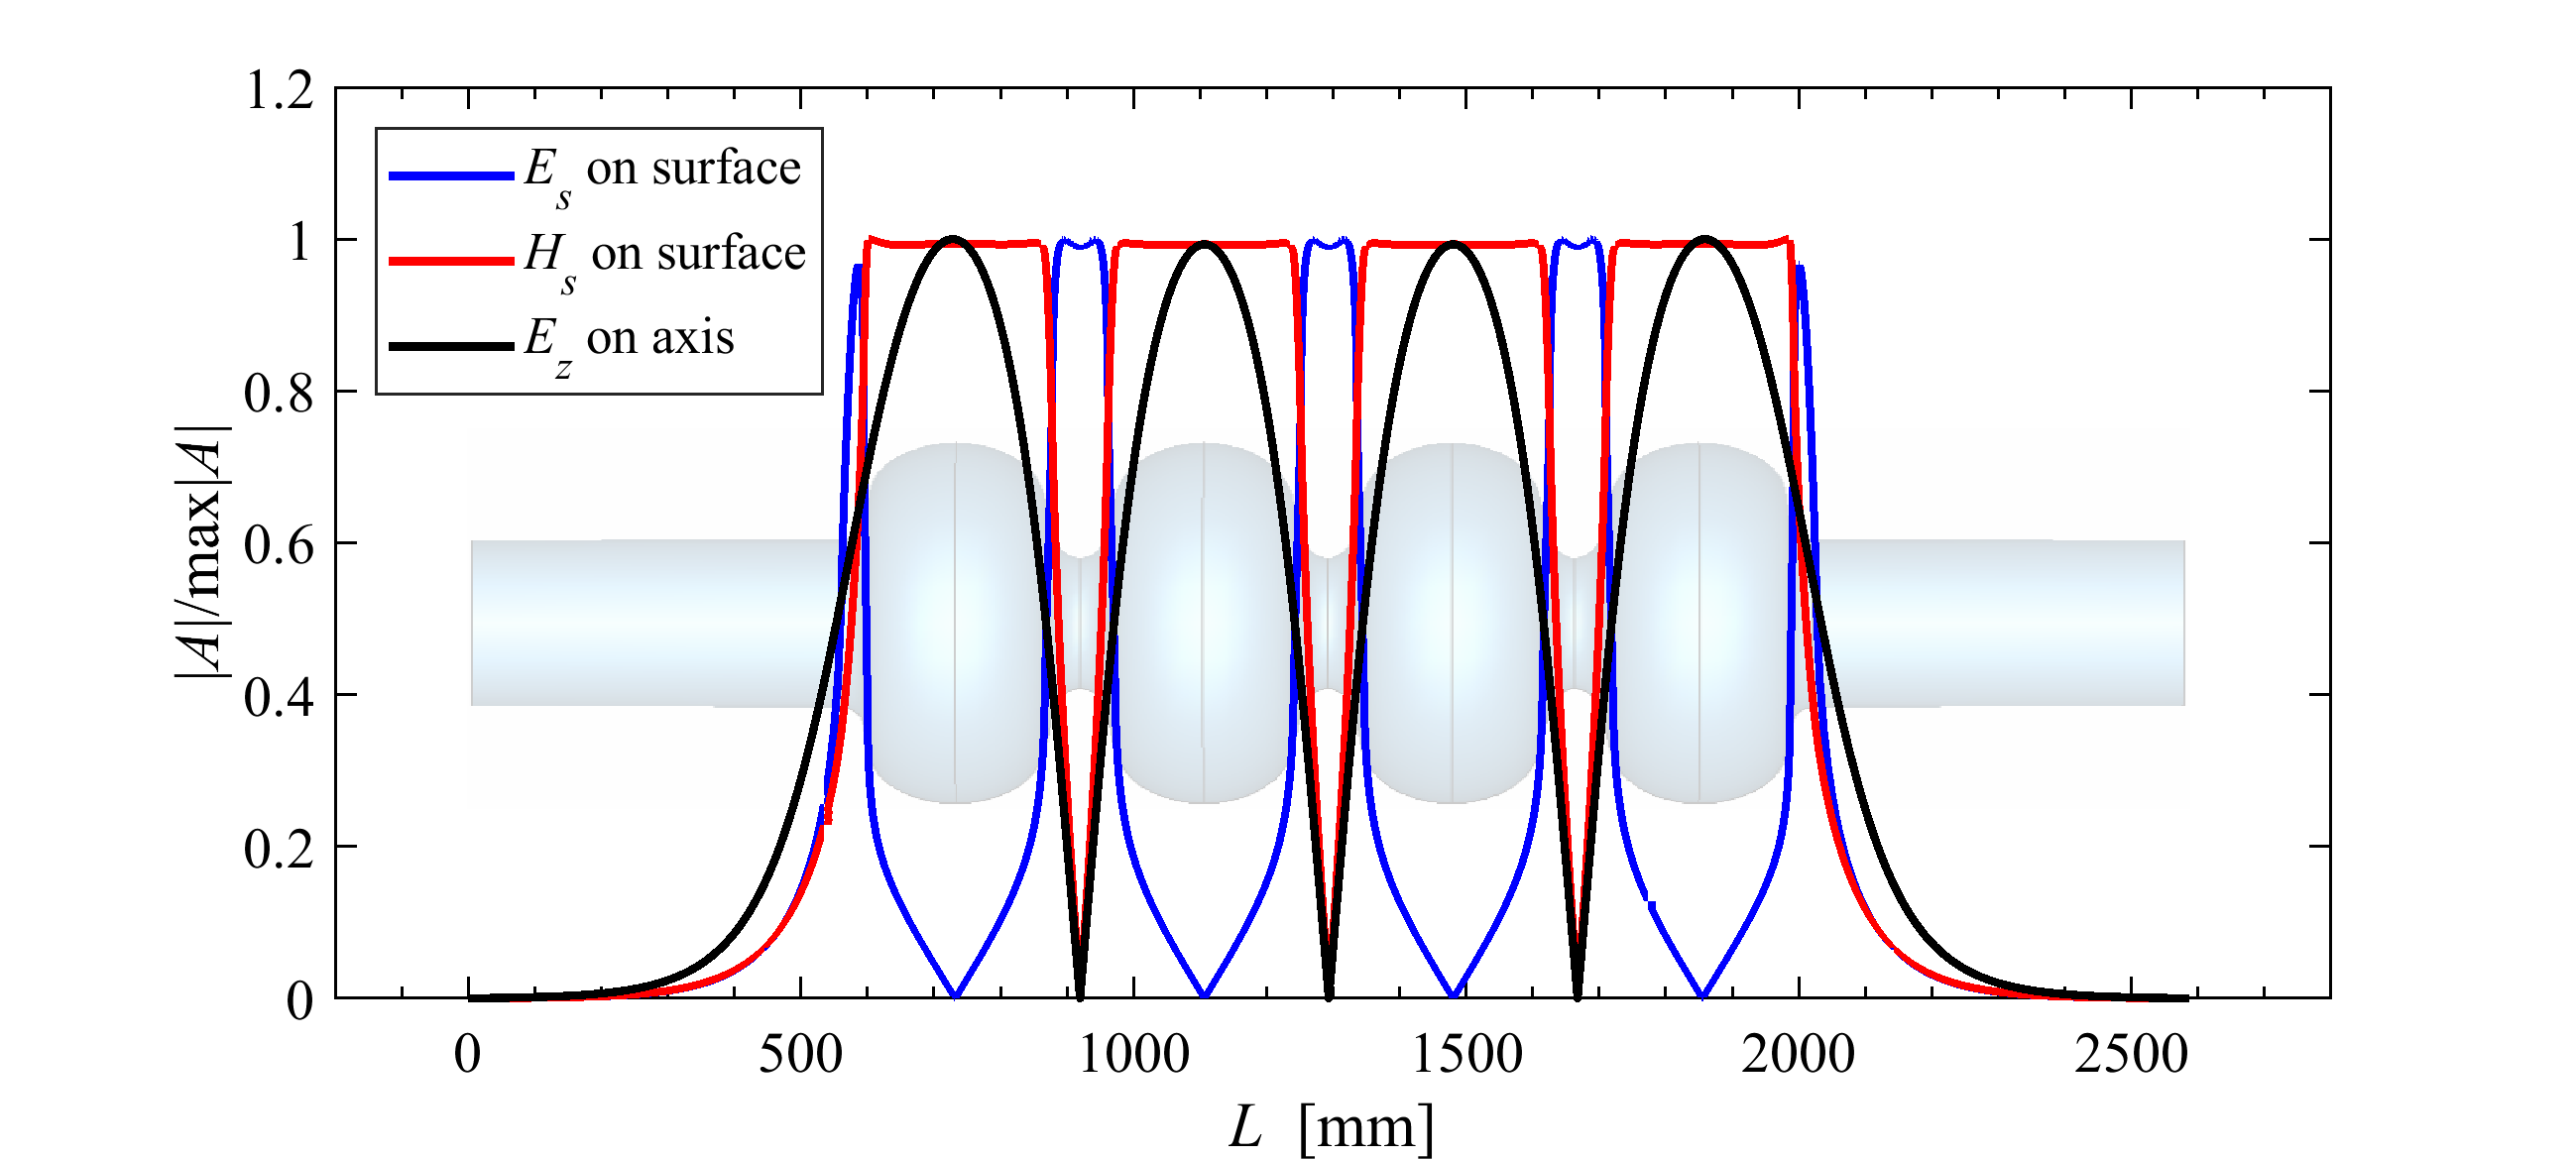 1.2
1
0.8
0.6
0.4
0.2
0
|A|/max|A|
E_s on surface
H_s on surface
E_z on axis
0 500 1000 1500 2000 2500
L [mm]